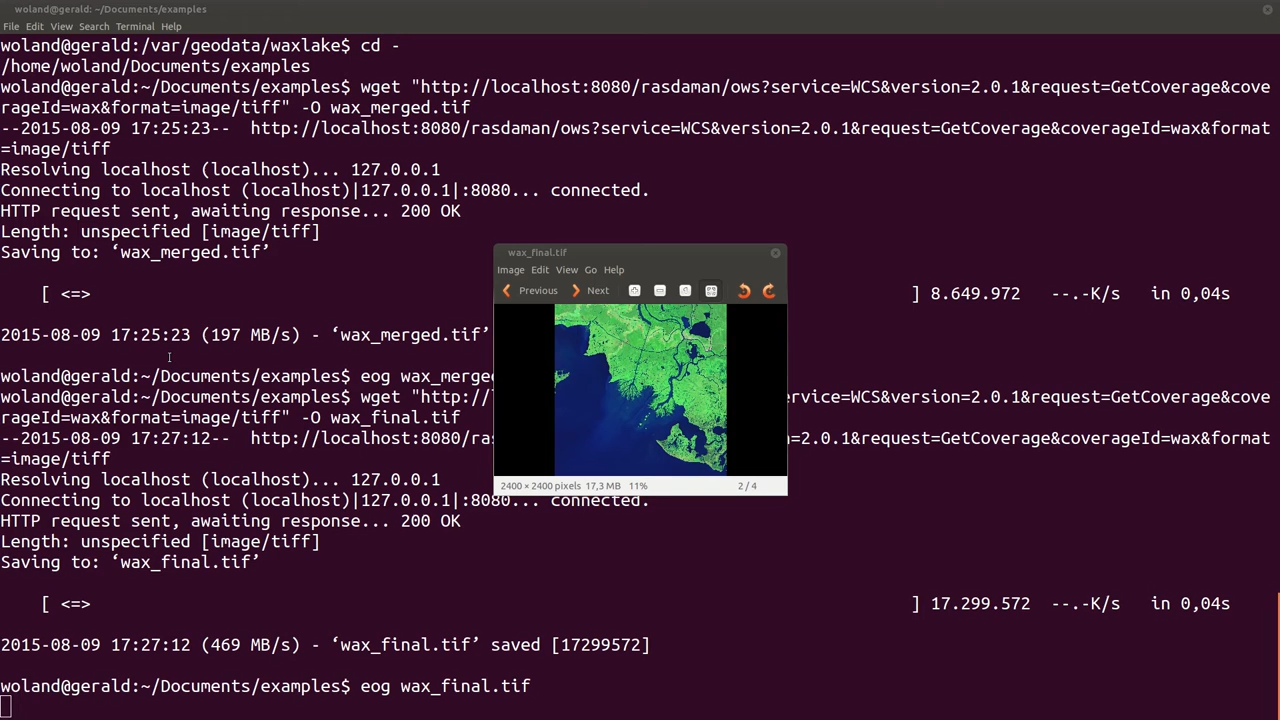 woland@gerald: ~/Documents/examples
File Edit View Search Terminal Help
woland@gerald:/var/geodata/waxlake$ cd -
/home/woland/Documents/examples
woland@gerald:~/Documents/examples$ wget "http://localhost:8080/rasdaman/ows?service=WCS&version=2.0.1&request=GetCoverage&cove
rageId=wax&format=image/tiff" -O wax_merged.tif
--2015-08-09 17:25:23-- http://localhost:8080/rasdaman/ows?service=WCS&version=2.0.1&request=GetCoverage&coverageId=wax&format
=image/tiff
Resolving localhost (localhost)... 127.0.0.1
Connecting to localhost (localhost)|127.0.0.1|:8080... connected.
HTTP request sent, awaiting response... 200 OK
Length: unspecified [image/tiff]
Saving to: ‘wax_merged.tif’
[ <=> ] 8.649.972 --.-K/s in 0,04s
2015-08-09 17:25:23 (197 MB/s) - ‘wax_merged.tif’
woland@gerald:~/Documents/examples$ eog wax_merge
woland@gerald:~/Documents/examples$ wget "http://l rvice=WCS&version=2.0.1&request=GetCoverage&cove
rageId=wax&format=image/tiff" -O wax_final.tif
--2015-08-09 17:27:12-- http://localhost:8080/ras =2.0.1&request=GetCoverage&coverageId=wax&format
=image/tiff
Resolving localhost (localhost)... 127.0.0.1
Connecting to localhost (localhost)|127.0.0.1|:8080... connected.
HTTP request sent, awaiting response... 200 OK
Length: unspecified [image/tiff]
Saving to: ‘wax_final.tif’
[ <=> ] 17.299.572 --.-K/s in 0,04s
2015-08-09 17:27:12 (469 MB/s) - ‘wax_final.tif’ saved [17299572]
woland@gerald:~/Documents/examples$ eog wax_final.tif
wax_final.tif
Image Edit View Go Help
Previous Next
2400 × 2400 pixels 17,3 MB 11% 2 / 4